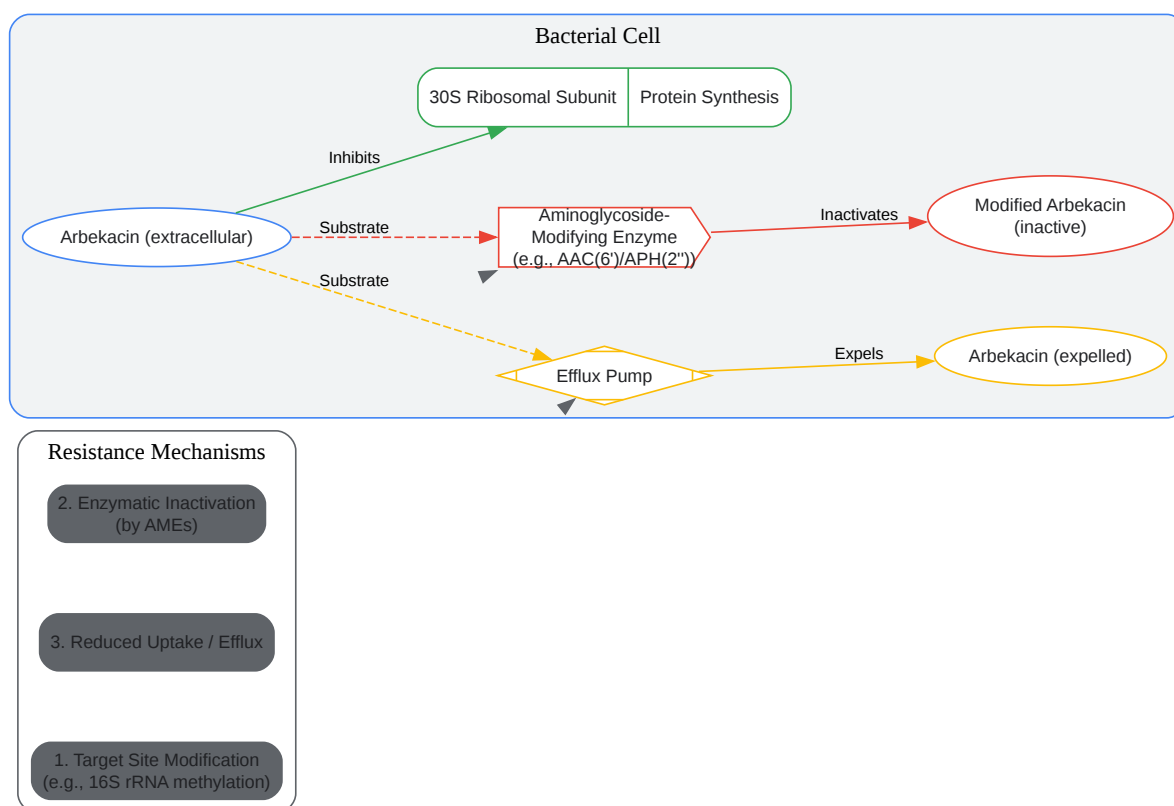 Bacterial Cell
30S Ribosomal Subunit
Protein Synthesis
Inhibits
Arbekacin (extracellular)
Substrate
Aminoglycoside-
Modifying Enzyme
(e.g., AAC(6')/APH(2''))
Inactivates
Modified Arbekacin
(inactive)
Substrate
Efflux Pump
Expels
Arbekacin (expelled)
Resistance Mechanisms
2. Enzymatic Inactivation
(by AMEs)
3. Reduced Uptake / Efflux
1. Target Site Modification
(e.g., 16S rRNA methylation)